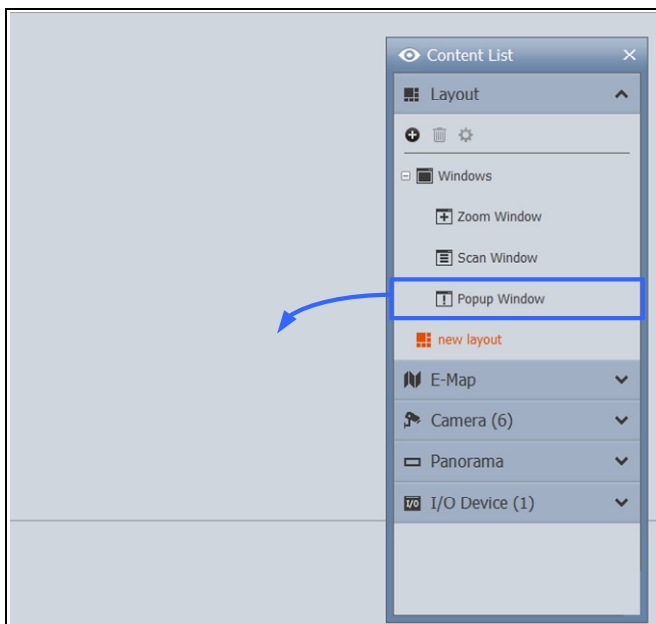 Content List
Layout
Windows
Zoom Window
Scan Window
Popup Window
new layout
E-Map
Camera (6)
Panorama
I/O
I/O Device (1)